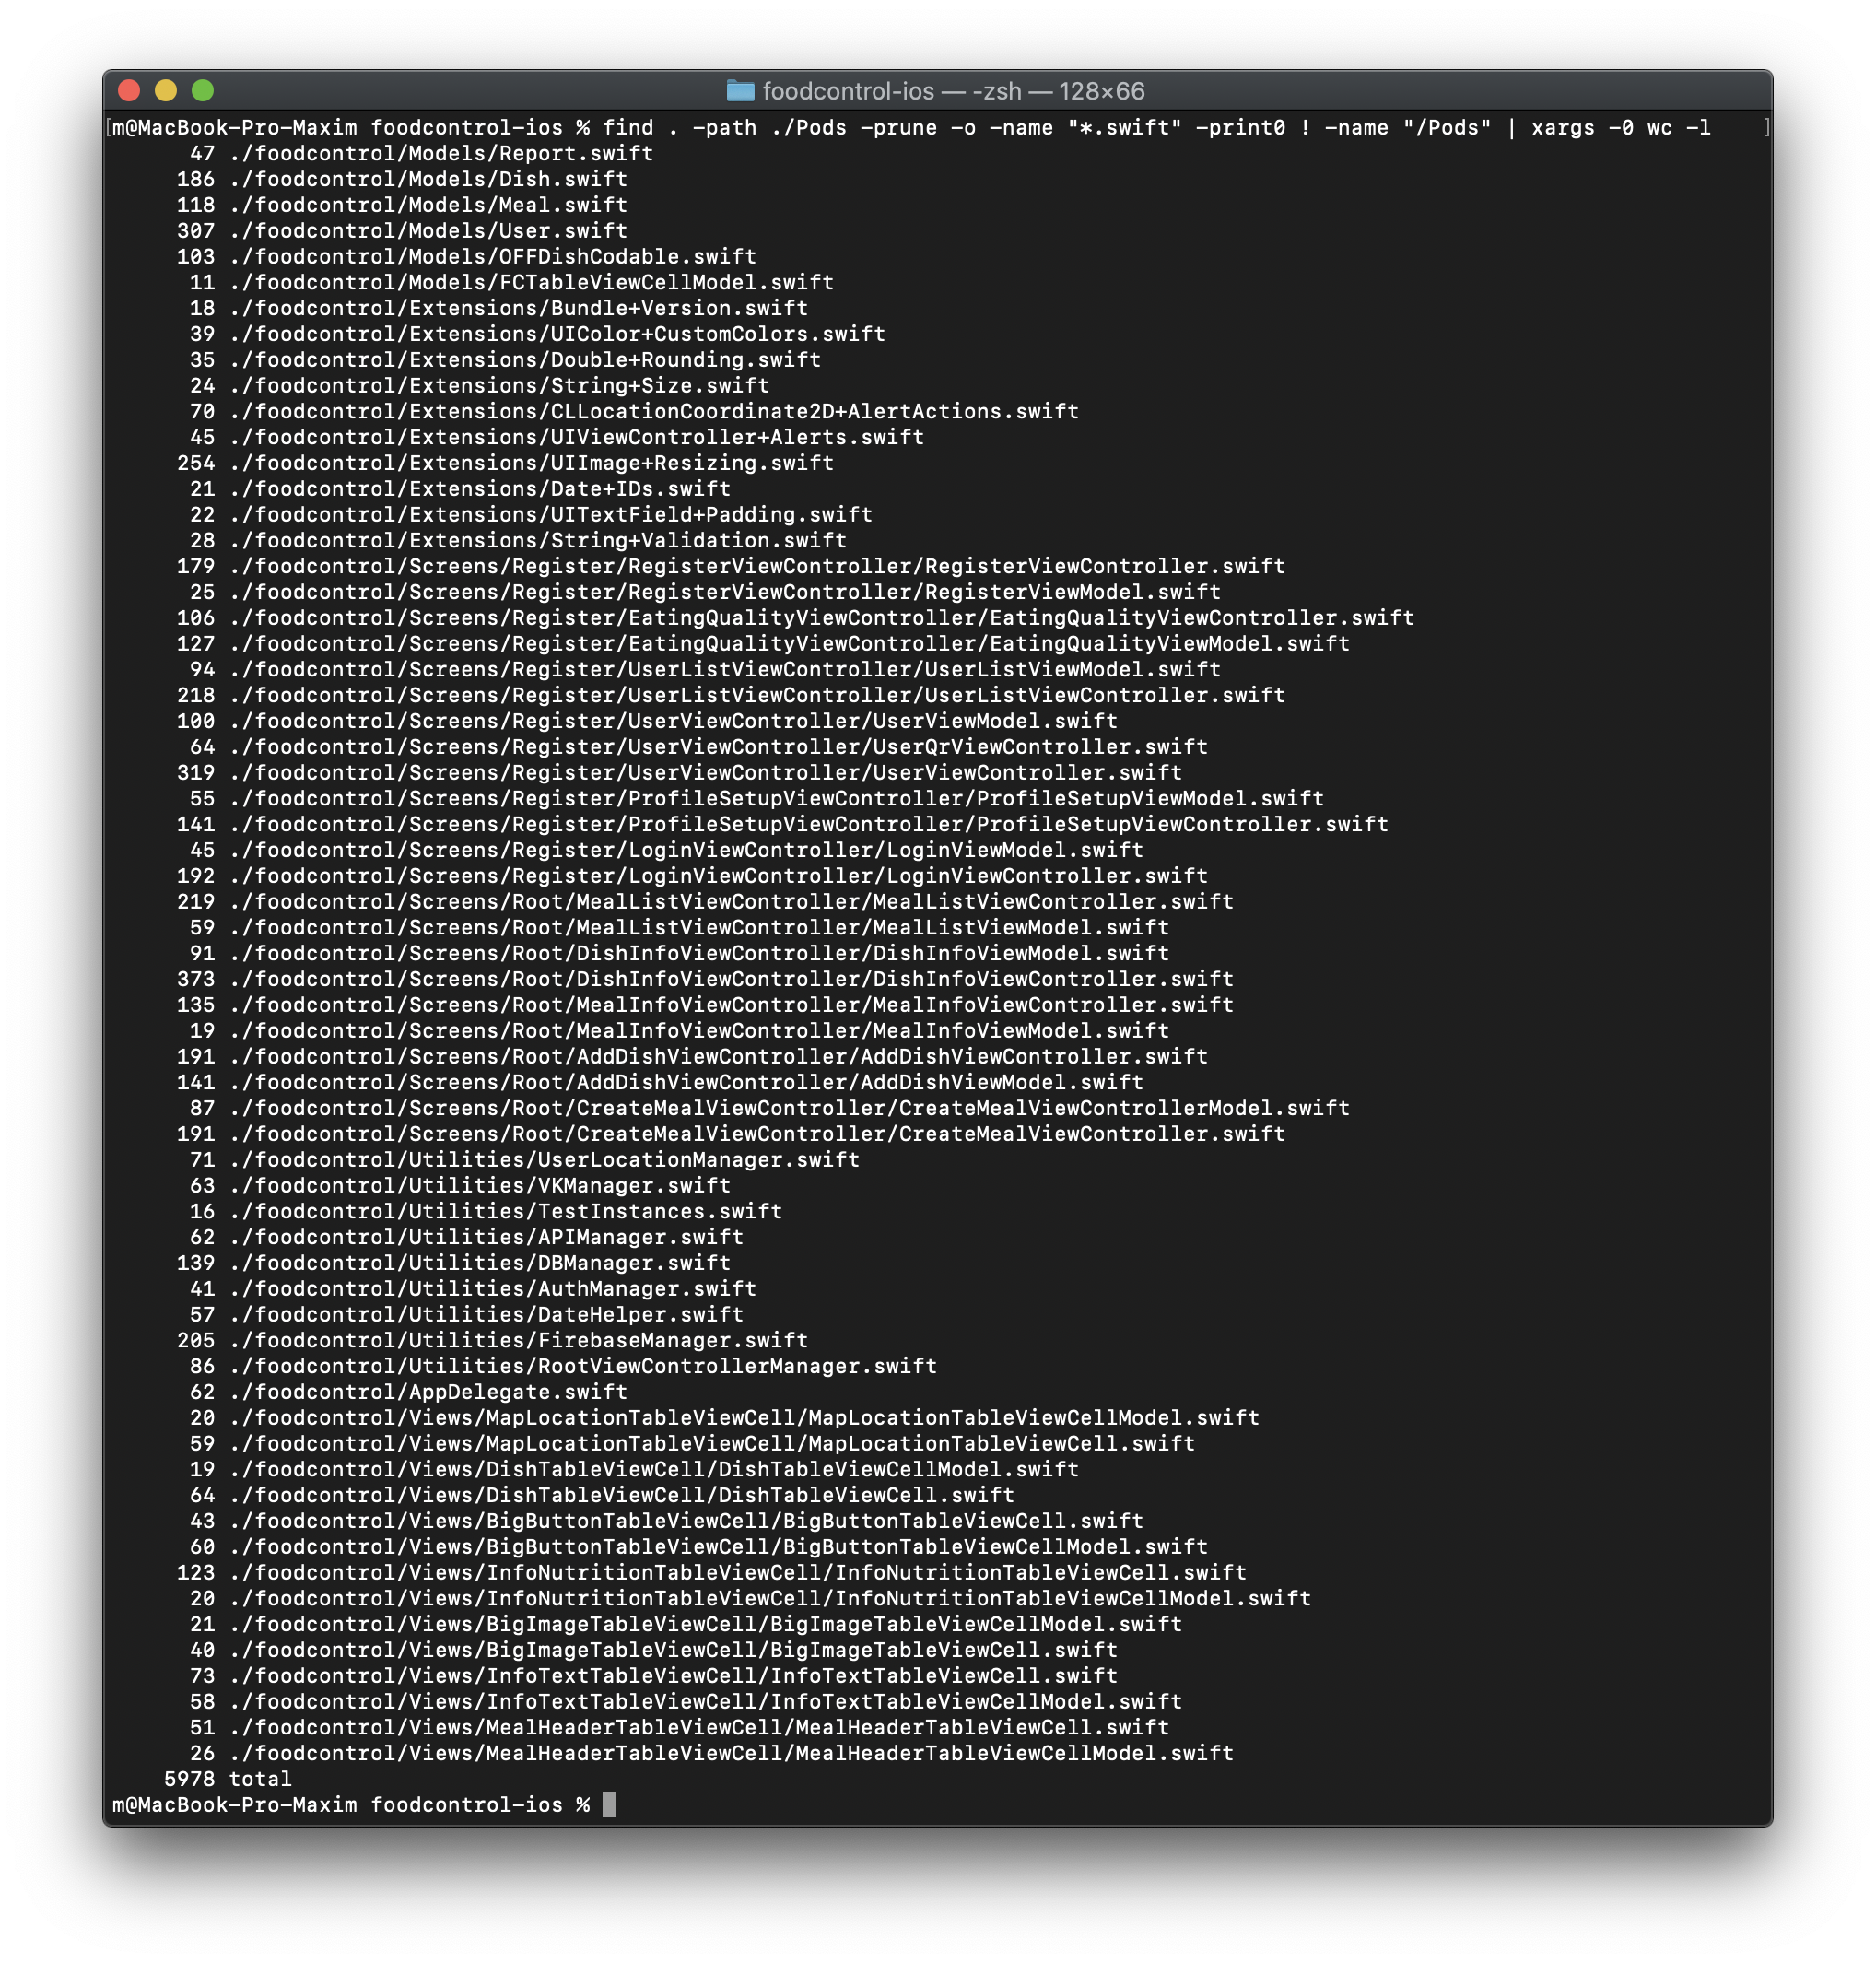 foodcontrol-ios — -zsh — 128×66
[m@MacBook-Pro-Maxim foodcontrol-ios % find . -path ./Pods -prune -o -name "*.swift" -print0 ! -name "/Pods" | xargs -0 wc -l ]
47 ./foodcontrol/Models/Report.swift
186 ./foodcontrol/Models/Dish.swift
118 ./foodcontrol/Models/Meal.swift
307 ./foodcontrol/Models/User.swift
103 ./foodcontrol/Models/OFFDishCodable.swift
11 ./foodcontrol/Models/FCTableViewCellModel.swift
18 ./foodcontrol/Extensions/Bundle+Version.swift
39 ./foodcontrol/Extensions/UIColor+CustomColors.swift
35 ./foodcontrol/Extensions/Double+Rounding.swift
24 ./foodcontrol/Extensions/String+Size.swift
70 ./foodcontrol/Extensions/CLLocationCoordinate2D+AlertActions.swift
45 ./foodcontrol/Extensions/UIViewController+Alerts.swift
254 ./foodcontrol/Extensions/UIImage+Resizing.swift
21 ./foodcontrol/Extensions/Date+IDs.swift
22 ./foodcontrol/Extensions/UITextField+Padding.swift
28 ./foodcontrol/Extensions/String+Validation.swift
179 ./foodcontrol/Screens/Register/RegisterViewController/RegisterViewController.swift
25 ./foodcontrol/Screens/Register/RegisterViewController/RegisterViewModel.swift
106 ./foodcontrol/Screens/Register/EatingQualityViewController/EatingQualityViewController.swift
127 ./foodcontrol/Screens/Register/EatingQualityViewController/EatingQualityViewModel.swift
94 ./foodcontrol/Screens/Register/UserListViewController/UserListViewModel.swift
218 ./foodcontrol/Screens/Register/UserListViewController/UserListViewController.swift
100 ./foodcontrol/Screens/Register/UserViewController/UserViewModel.swift
64 ./foodcontrol/Screens/Register/UserViewController/UserQrViewController.swift
319 ./foodcontrol/Screens/Register/UserViewController/UserViewController.swift
55 ./foodcontrol/Screens/Register/ProfileSetupViewController/ProfileSetupViewModel.swift
141 ./foodcontrol/Screens/Register/ProfileSetupViewController/ProfileSetupViewController.swift
45 ./foodcontrol/Screens/Register/LoginViewController/LoginViewModel.swift
192 ./foodcontrol/Screens/Register/LoginViewController/LoginViewController.swift
219 ./foodcontrol/Screens/Root/MealListViewController/MealListViewController.swift
59 ./foodcontrol/Screens/Root/MealListViewController/MealListViewModel.swift
91 ./foodcontrol/Screens/Root/DishInfoViewController/DishInfoViewModel.swift
373 ./foodcontrol/Screens/Root/DishInfoViewController/DishInfoViewController.swift
135 ./foodcontrol/Screens/Root/MealInfoViewController/MealInfoViewController.swift
19 ./foodcontrol/Screens/Root/MealInfoViewController/MealInfoViewModel.swift
191 ./foodcontrol/Screens/Root/AddDishViewController/AddDishViewController.swift
141 ./foodcontrol/Screens/Root/AddDishViewController/AddDishViewModel.swift
87 ./foodcontrol/Screens/Root/CreateMealViewController/CreateMealViewControllerModel.swift
191 ./foodcontrol/Screens/Root/CreateMealViewController/CreateMealViewController.swift
71 ./foodcontrol/Utilities/UserLocationManager.swift
63 ./foodcontrol/Utilities/VKManager.swift
16 ./foodcontrol/Utilities/TestInstances.swift
62 ./foodcontrol/Utilities/APIManager.swift
139 ./foodcontrol/Utilities/DBManager.swift
41 ./foodcontrol/Utilities/AuthManager.swift
57 ./foodcontrol/Utilities/DateHelper.swift
205 ./foodcontrol/Utilities/FirebaseManager.swift
86 ./foodcontrol/Utilities/RootViewControllerManager.swift
62 ./foodcontrol/AppDelegate.swift
20 ./foodcontrol/Views/MapLocationTableViewCell/MapLocationTableViewCellModel.swift
59 ./foodcontrol/Views/MapLocationTableViewCell/MapLocationTableViewCell.swift
19 ./foodcontrol/Views/DishTableViewCell/DishTableViewCellModel.swift
64 ./foodcontrol/Views/DishTableViewCell/DishTableViewCell.swift
43 ./foodcontrol/Views/BigButtonTableViewCell/BigButtonTableViewCell.swift
60 ./foodcontrol/Views/BigButtonTableViewCell/BigButtonTableViewCellModel.swift
123 ./foodcontrol/Views/InfoNutritionTableViewCell/InfoNutritionTableViewCell.swift
20 ./foodcontrol/Views/InfoNutritionTableViewCell/InfoNutritionTableViewCellModel.swift
21 ./foodcontrol/Views/BigImageTableViewCell/BigImageTableViewCellModel.swift
40 ./foodcontrol/Views/BigImageTableViewCell/BigImageTableViewCell.swift
73 ./foodcontrol/Views/InfoTextTableViewCell/InfoTextTableViewCell.swift
58 ./foodcontrol/Views/InfoTextTableViewCell/InfoTextTableViewCellModel.swift
51 ./foodcontrol/Views/MealHeaderTableViewCell/MealHeaderTableViewCell.swift
26 ./foodcontrol/Views/MealHeaderTableViewCell/MealHeaderTableViewCellModel.swift
5978 total
m@MacBook-Pro-Maxim foodcontrol-ios %